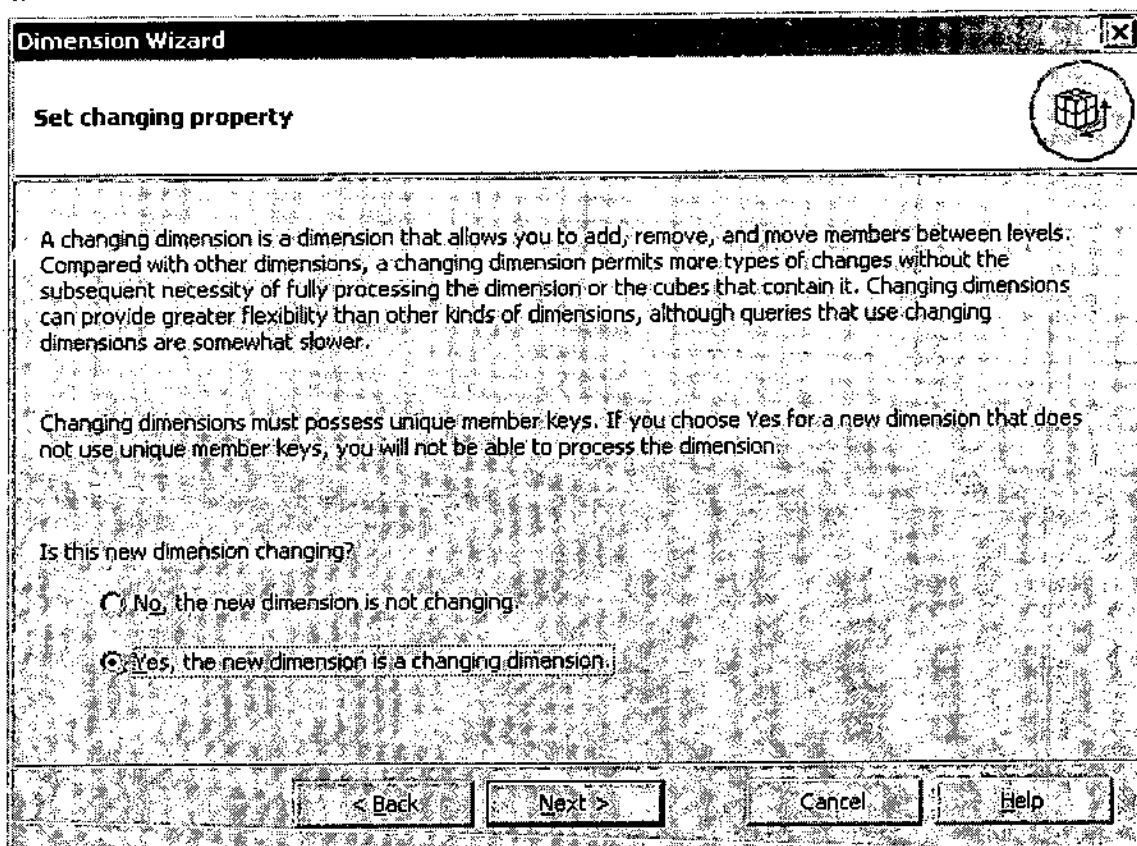 Dimension Wizard
Set changing property
A changing dimension is a dimension that allows you to add, remove, and move members between levels.
Compared with other dimensions, a changing dimension permits more types of changes without the
subsequent necessity of fully processing the dimension or the cubes that contain it. Changing dimensions
can provide greater flexibility than other kinds of dimensions, although queries that use changing
dimensions are somewhat slower.
Changing dimensions must possess unique member keys. If you choose Yes for a new dimension that does
not use unique member keys, you will not be able to process the dimension.
Is this new dimension changing?
No, the new dimension is not changing.
Yes, the new dimension is a changing dimension.
< Back Next > Cancel Help